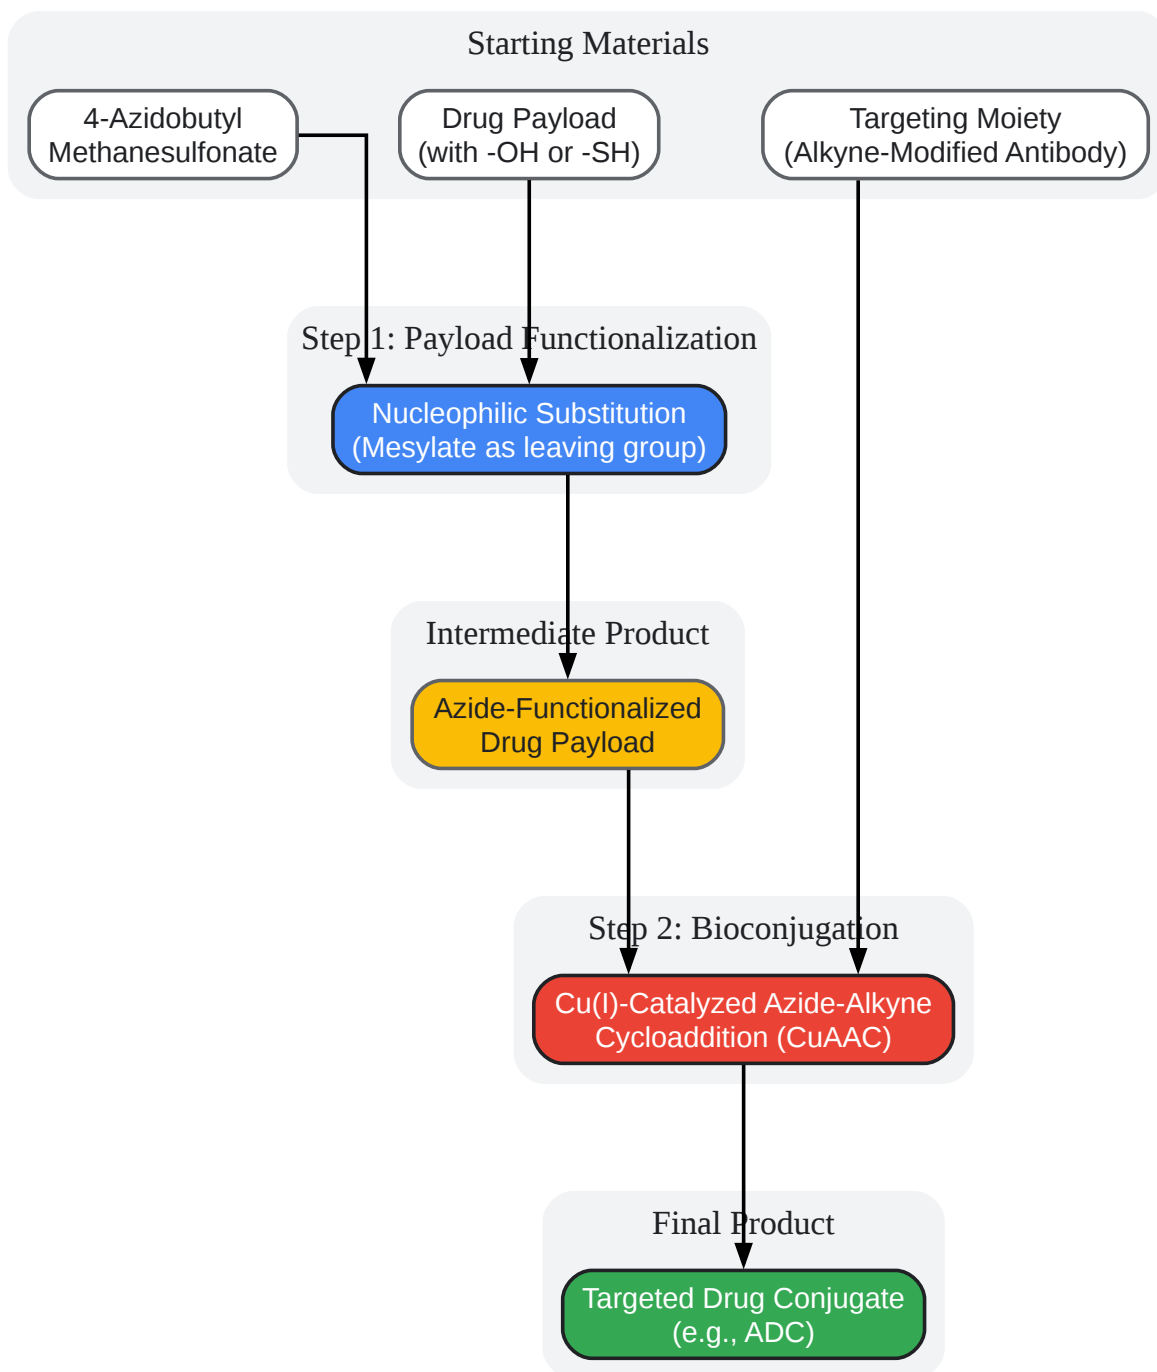 Starting Materials
4-Azidobutyl
Methanesulfonate
Drug Payload
(with -OH or -SH)
Targeting Moiety
(Alkyne-Modified Antibody)
Step 1: Payload Functionalization
Nucleophilic Substitution
(Mesylate as leaving group)
Intermediate Product
Azide-Functionalized
Drug Payload
Step 2: Bioconjugation
Cu(I)-Catalyzed Azide-Alkyne
Cycloaddition (CuAAC)
Final Product
Targeted Drug Conjugate
(e.g., ADC)